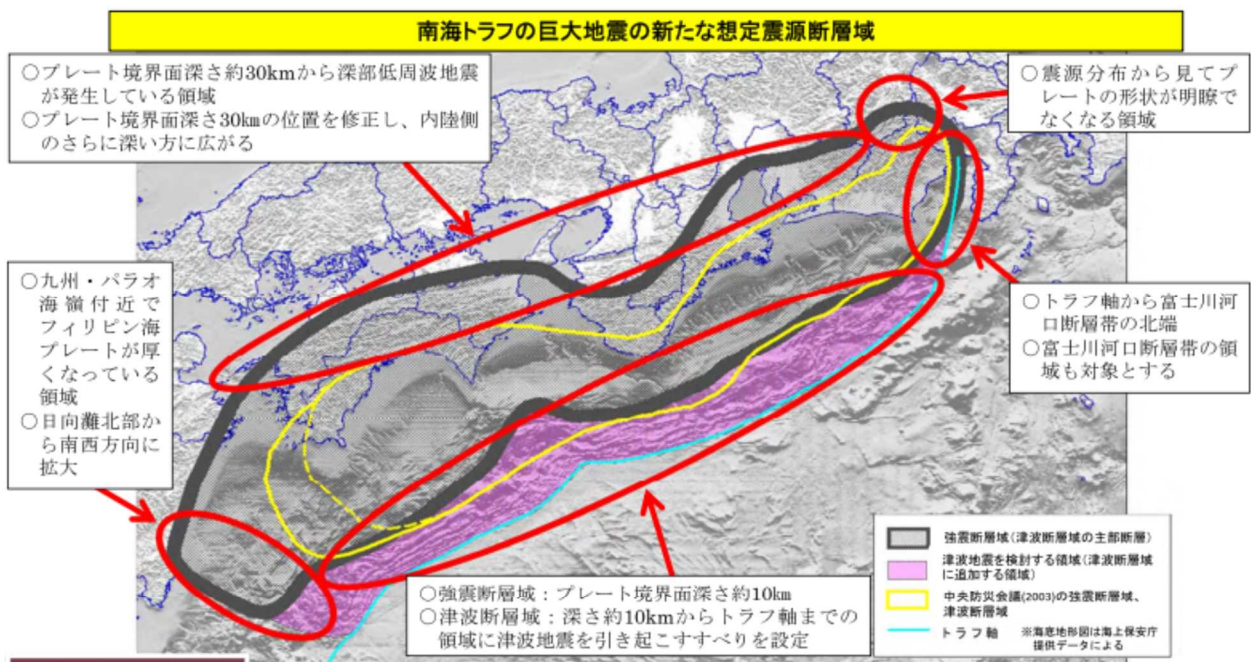 南海トラフの巨大地震の新たな想定震源断層域
○プレート境界面深さ約30kmから深部低周波地震
が発生している領域
○プレート境界面深さ30kmの位置を修正し、内陸側
のさらに深い方に広がる
○震源分布から見てプ
レートの形状が明瞭で
なくなる領域
○九州・パラオ
海嶺付近で
フィリピン海
プレートが厚
くなっている
領域
○日向灘北部か
ら南西方向に
拡大
○トラフ軸から富士川河
口断層帯の北端
○富士川河口断層帯の領
域も対象とする
○強震断層域：プレート境界面深さ約10km
○津波断層域：深さ約10kmからトラフ軸までの
領域に津波地震を引き起こすすべりを設定
強震断層域(津波断層域の主部断層)
津波地震を検討する領域(津波断層域
に追加する領域)
中央防災会議(2003)の強震断層域、
津波断層域
トラフ軸
※海底地形図は海上保安庁
提供データによる